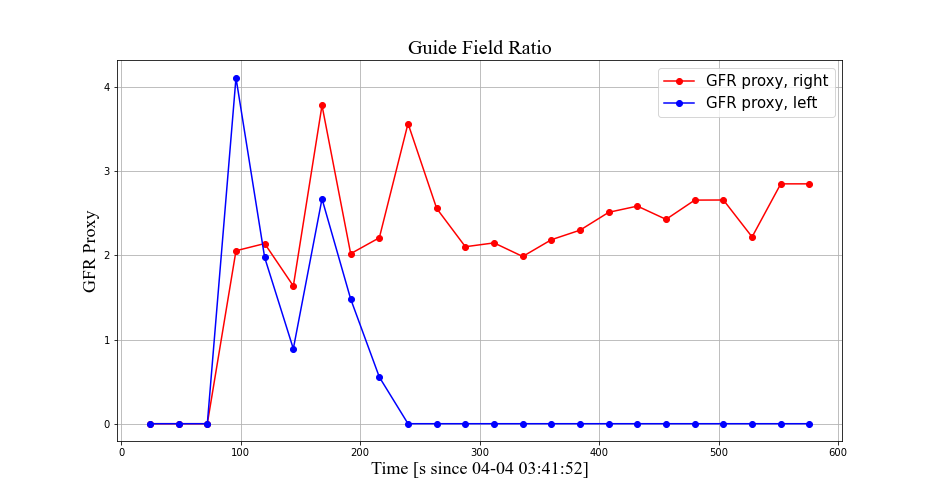 Guide Field Ratio
GFR proxy, right
GFR proxy, left
GFR Proxy
4
3
2
1
0
0 100 200 300 400 500 600
Time [s since 04-04 03:41:52]